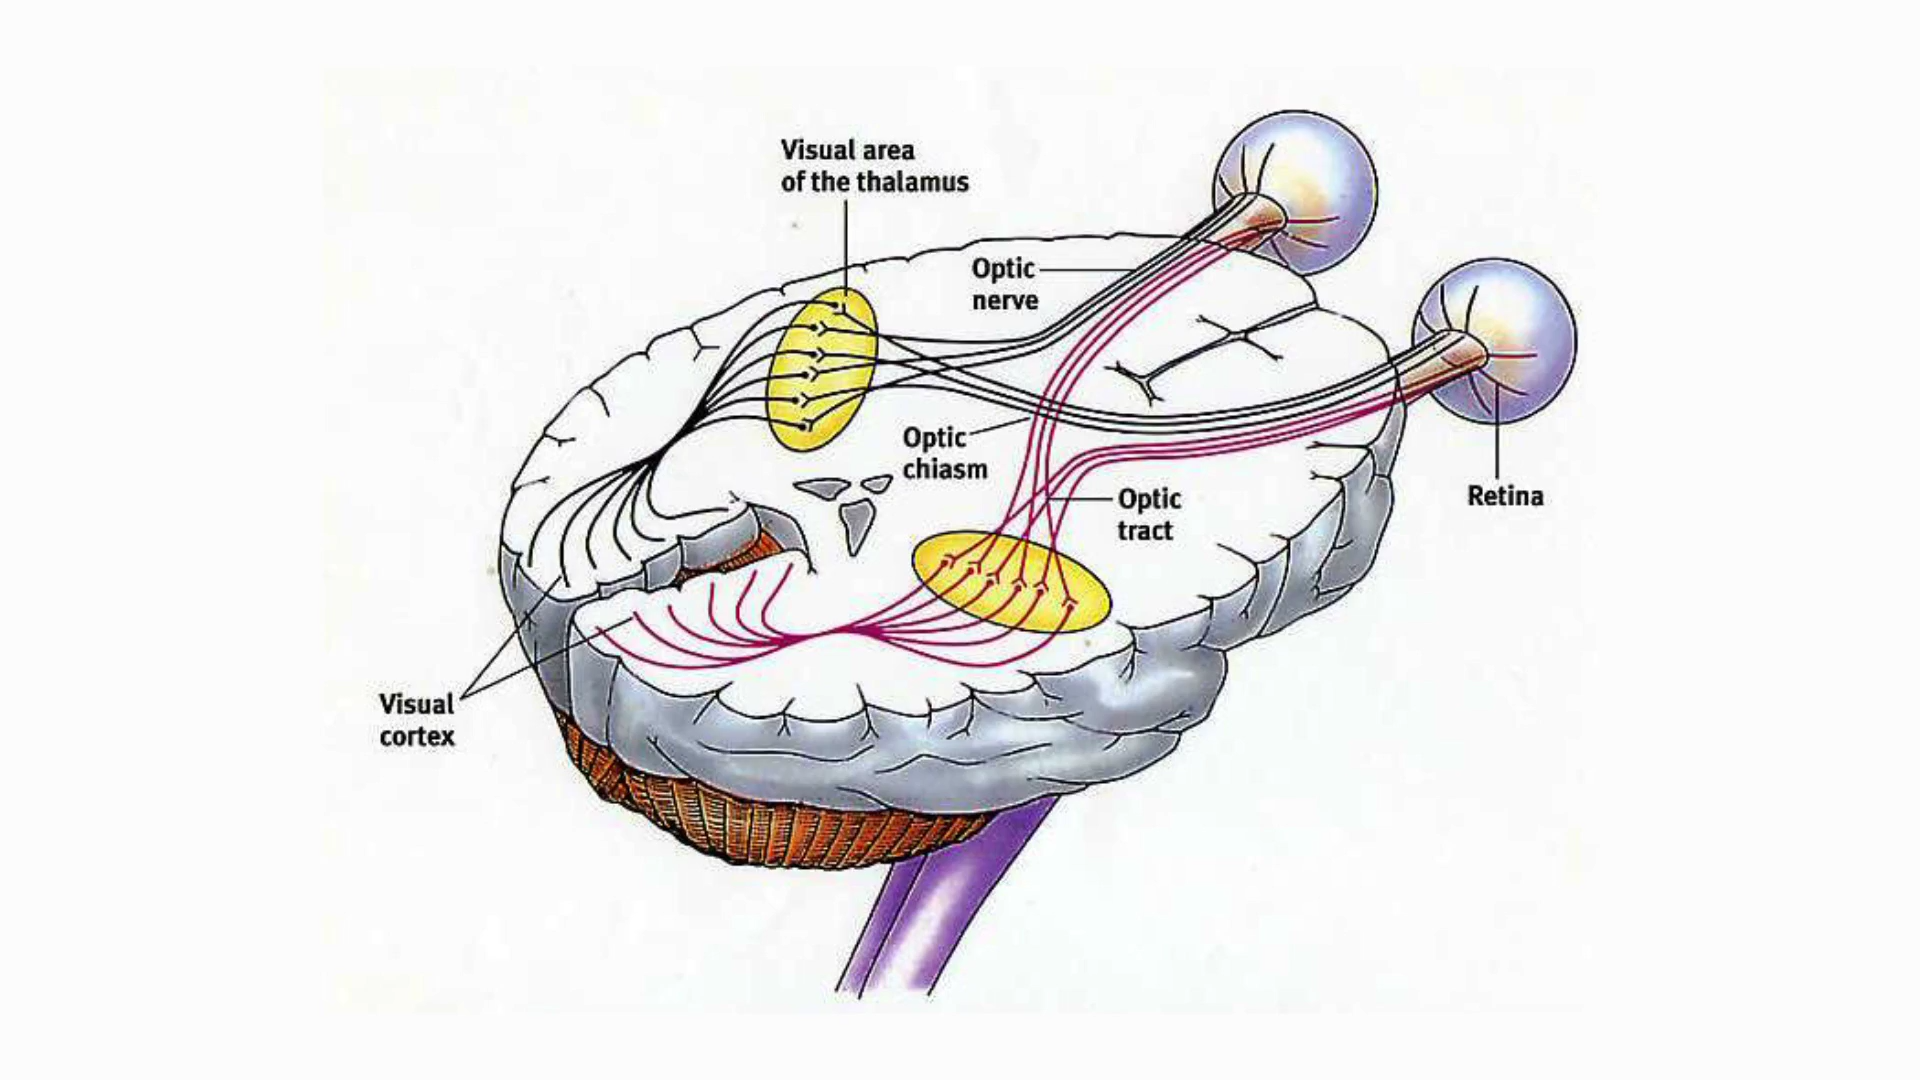 Visual area
of the thalamus
Optic
nerve
Optic
chiasm
Optic
tract
Retina
Visual
cortex